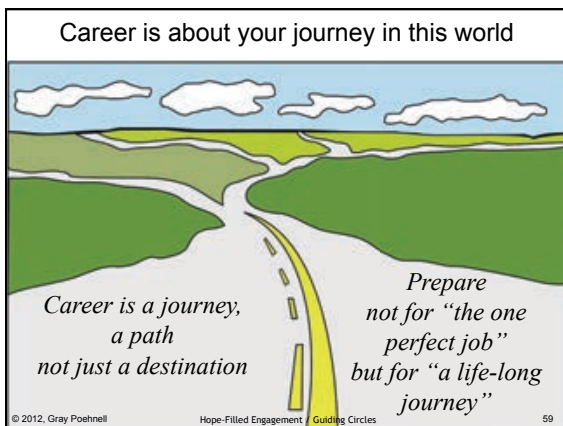 Career is about your journey in this world
Career is a journey,
a path
not just a destination
Prepare
not for “the one
perfect job”
but for “a life-long
journey”
© 2012, Gray Poehnell
Hope-Filled Engagement / Guiding Circles
59